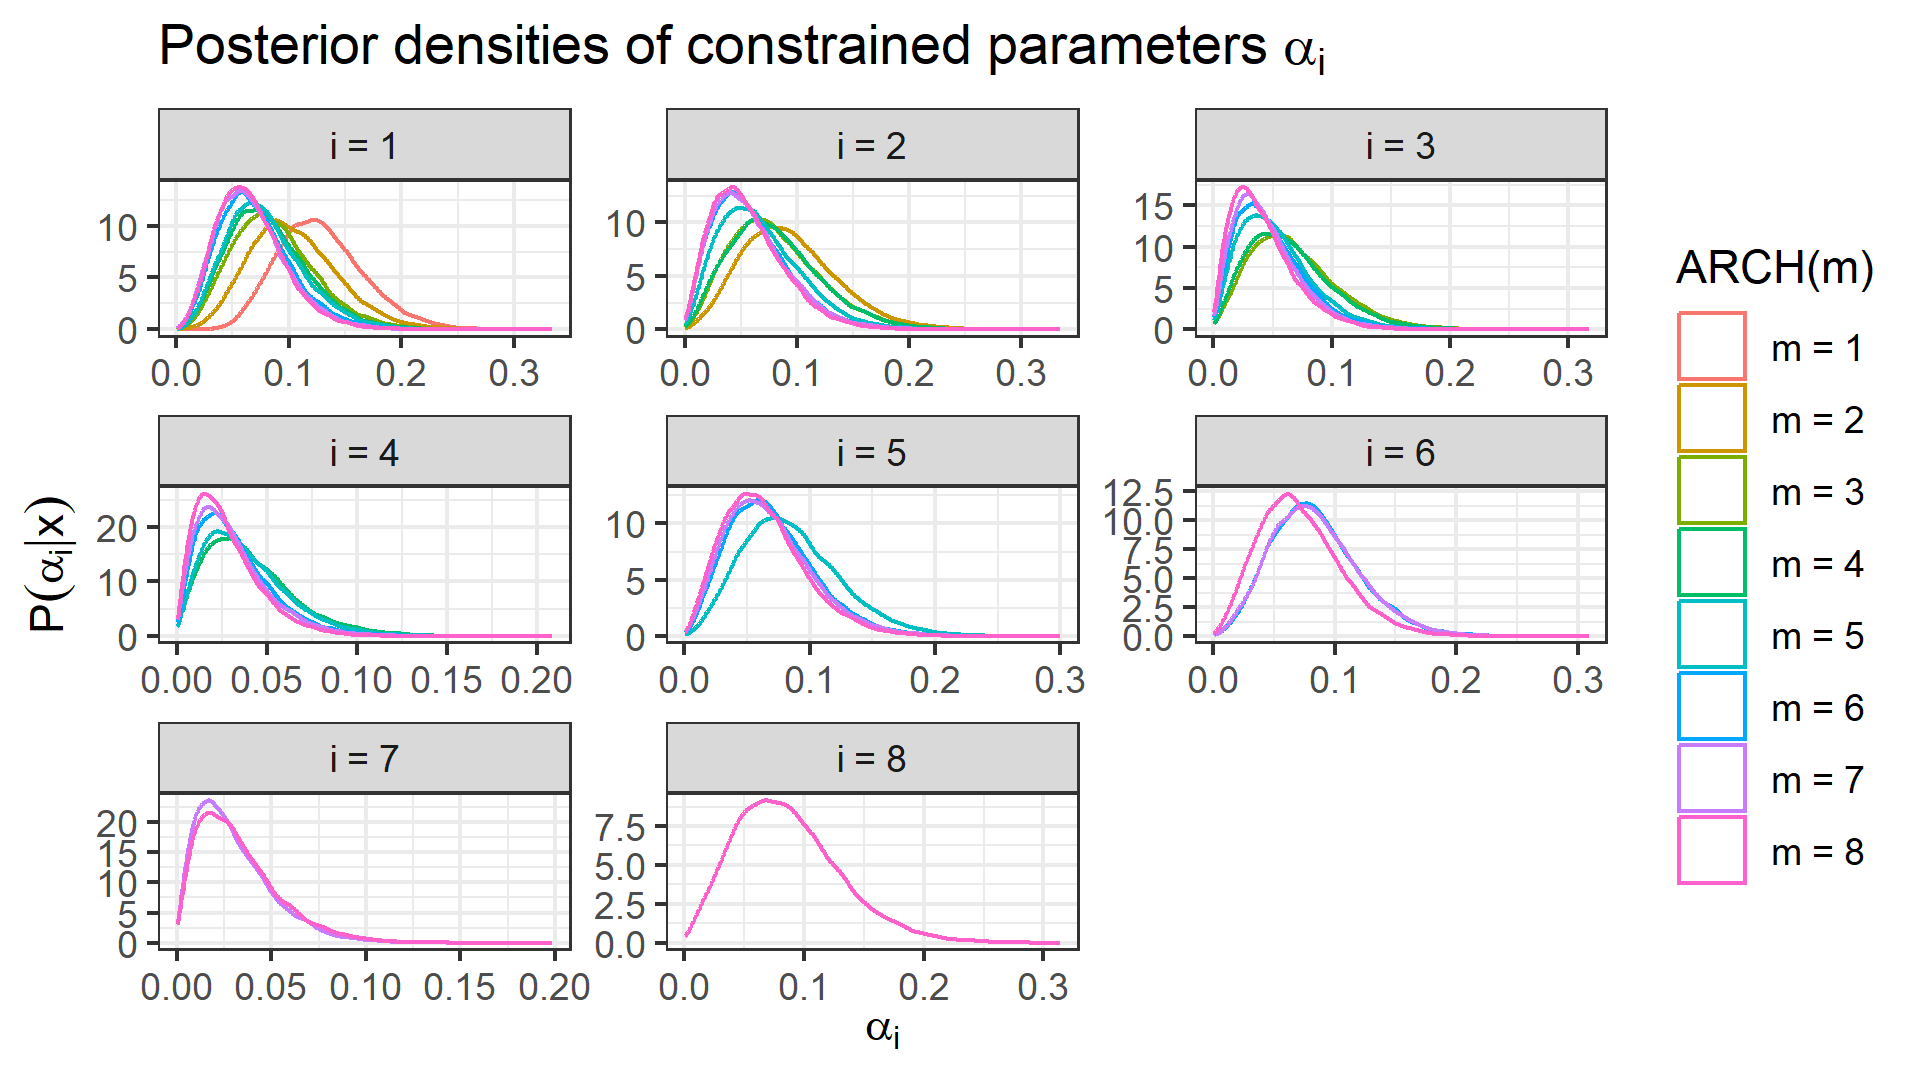 Posterior densities of constrained parameters αi
i = 1
i = 2
i = 3
10
5
0
10
5
0
15
10
5
0
0.0 0.1 0.2 0.3
0.0 0.1 0.2 0.3
0.0 0.1 0.2 0.3
i = 4
i = 5
i = 6
20
10
0
10
5
0
12.5
10.0
7.5
5.0
2.5
0.0
0.00 0.05 0.10 0.15 0.20
0.0 0.1 0.2 0.3
0.0 0.1 0.2 0.3
i = 7
i = 8
20
15
10
5
0
7.5
5.0
2.5
0.0
0.00 0.05 0.10 0.15 0.20
0.0 0.1 0.2 0.3
αi
P(αi|x)
ARCH(m)
m = 1
m = 2
m = 3
m = 4
m = 5
m = 6
m = 7
m = 8